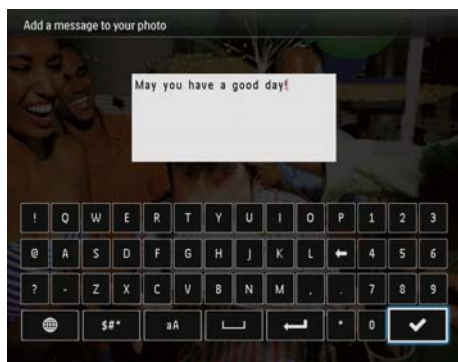 Add a message to your photo
May you have a good day!
! Q W E R T Y U I O P 1 2 3
@ A S D F G H J K L ← 4 5 6
? - Z X C V B N M , . 7 8 9
$#* aA * 0